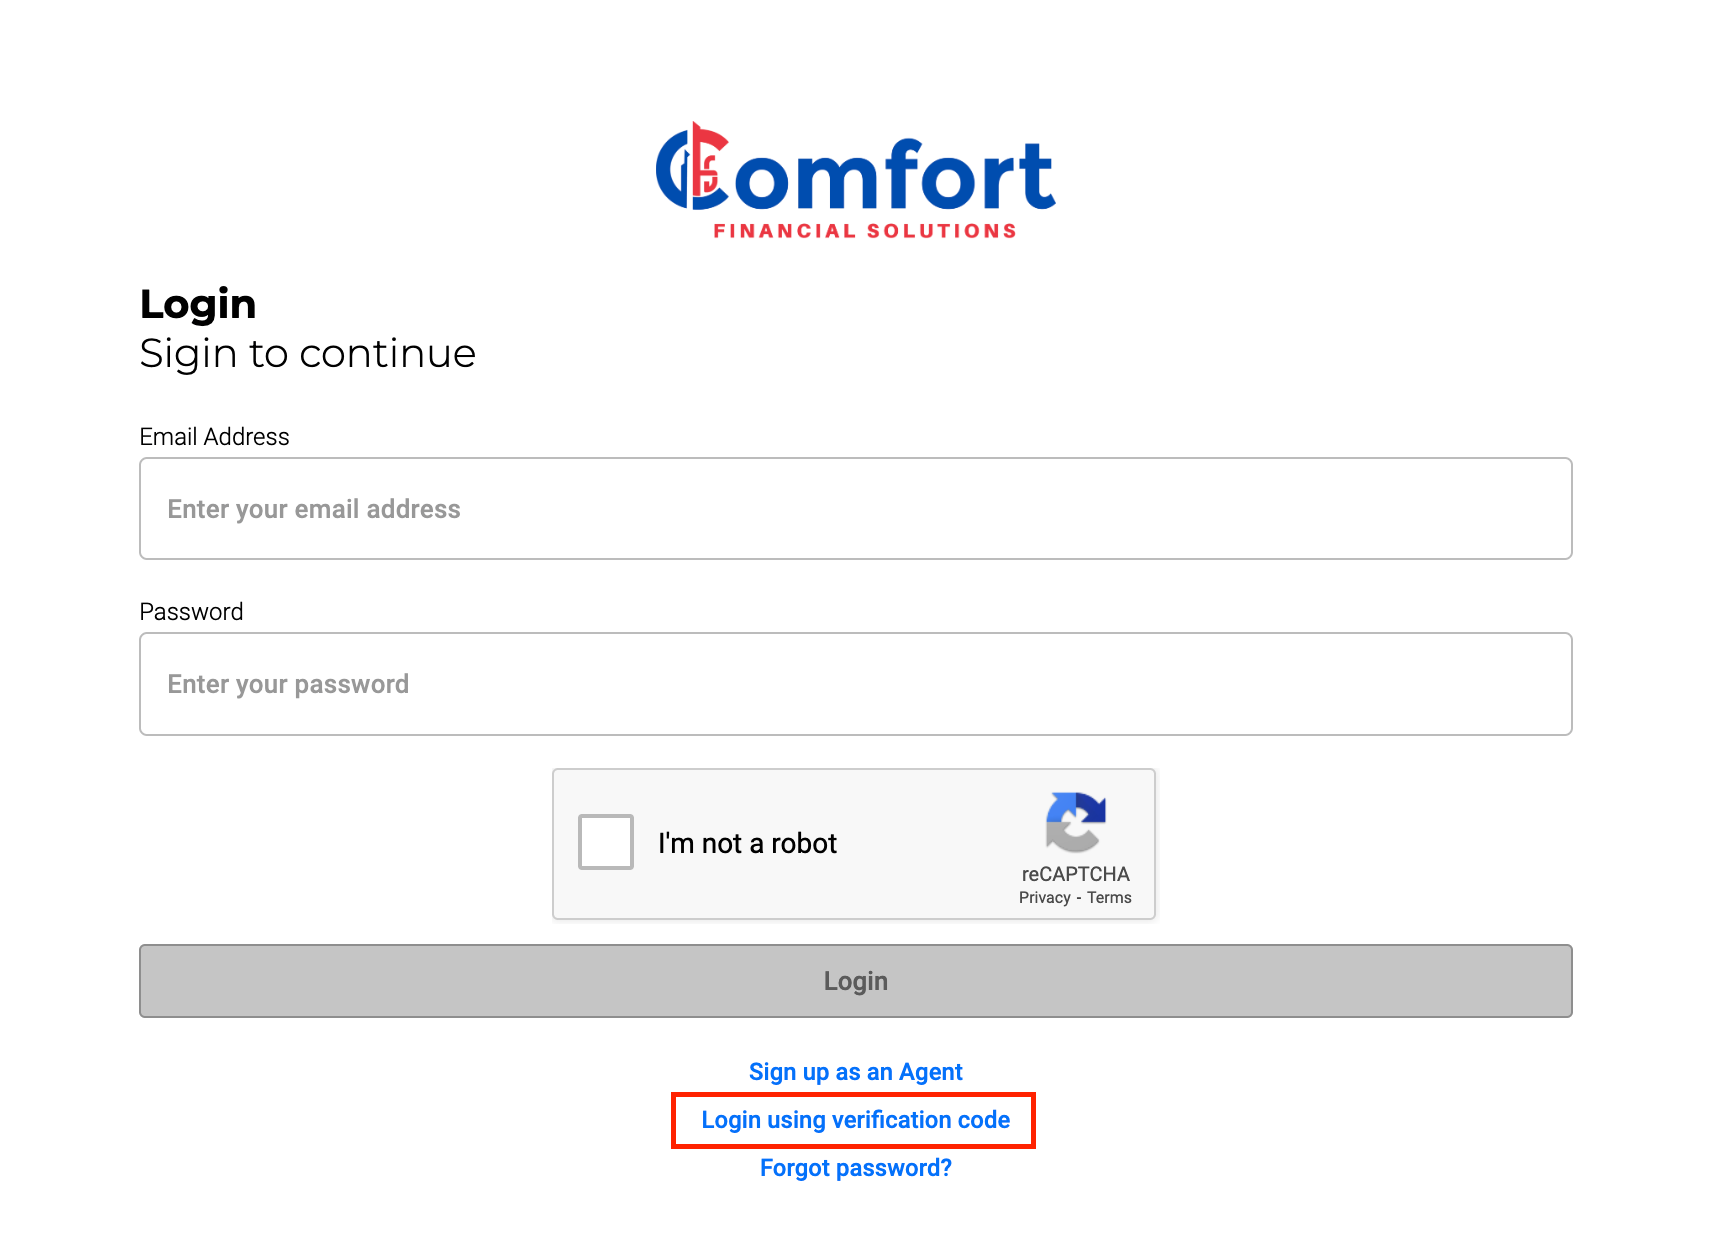 Comfort
FINANCIAL SOLUTIONS
Login
Sigin to continue
Email Address
Enter your email address
Password
Enter your password
I'm not a robot
reCAPTCHA
Privacy - Terms
Login
Sign up as an Agent
Login using verification code
Forgot password?